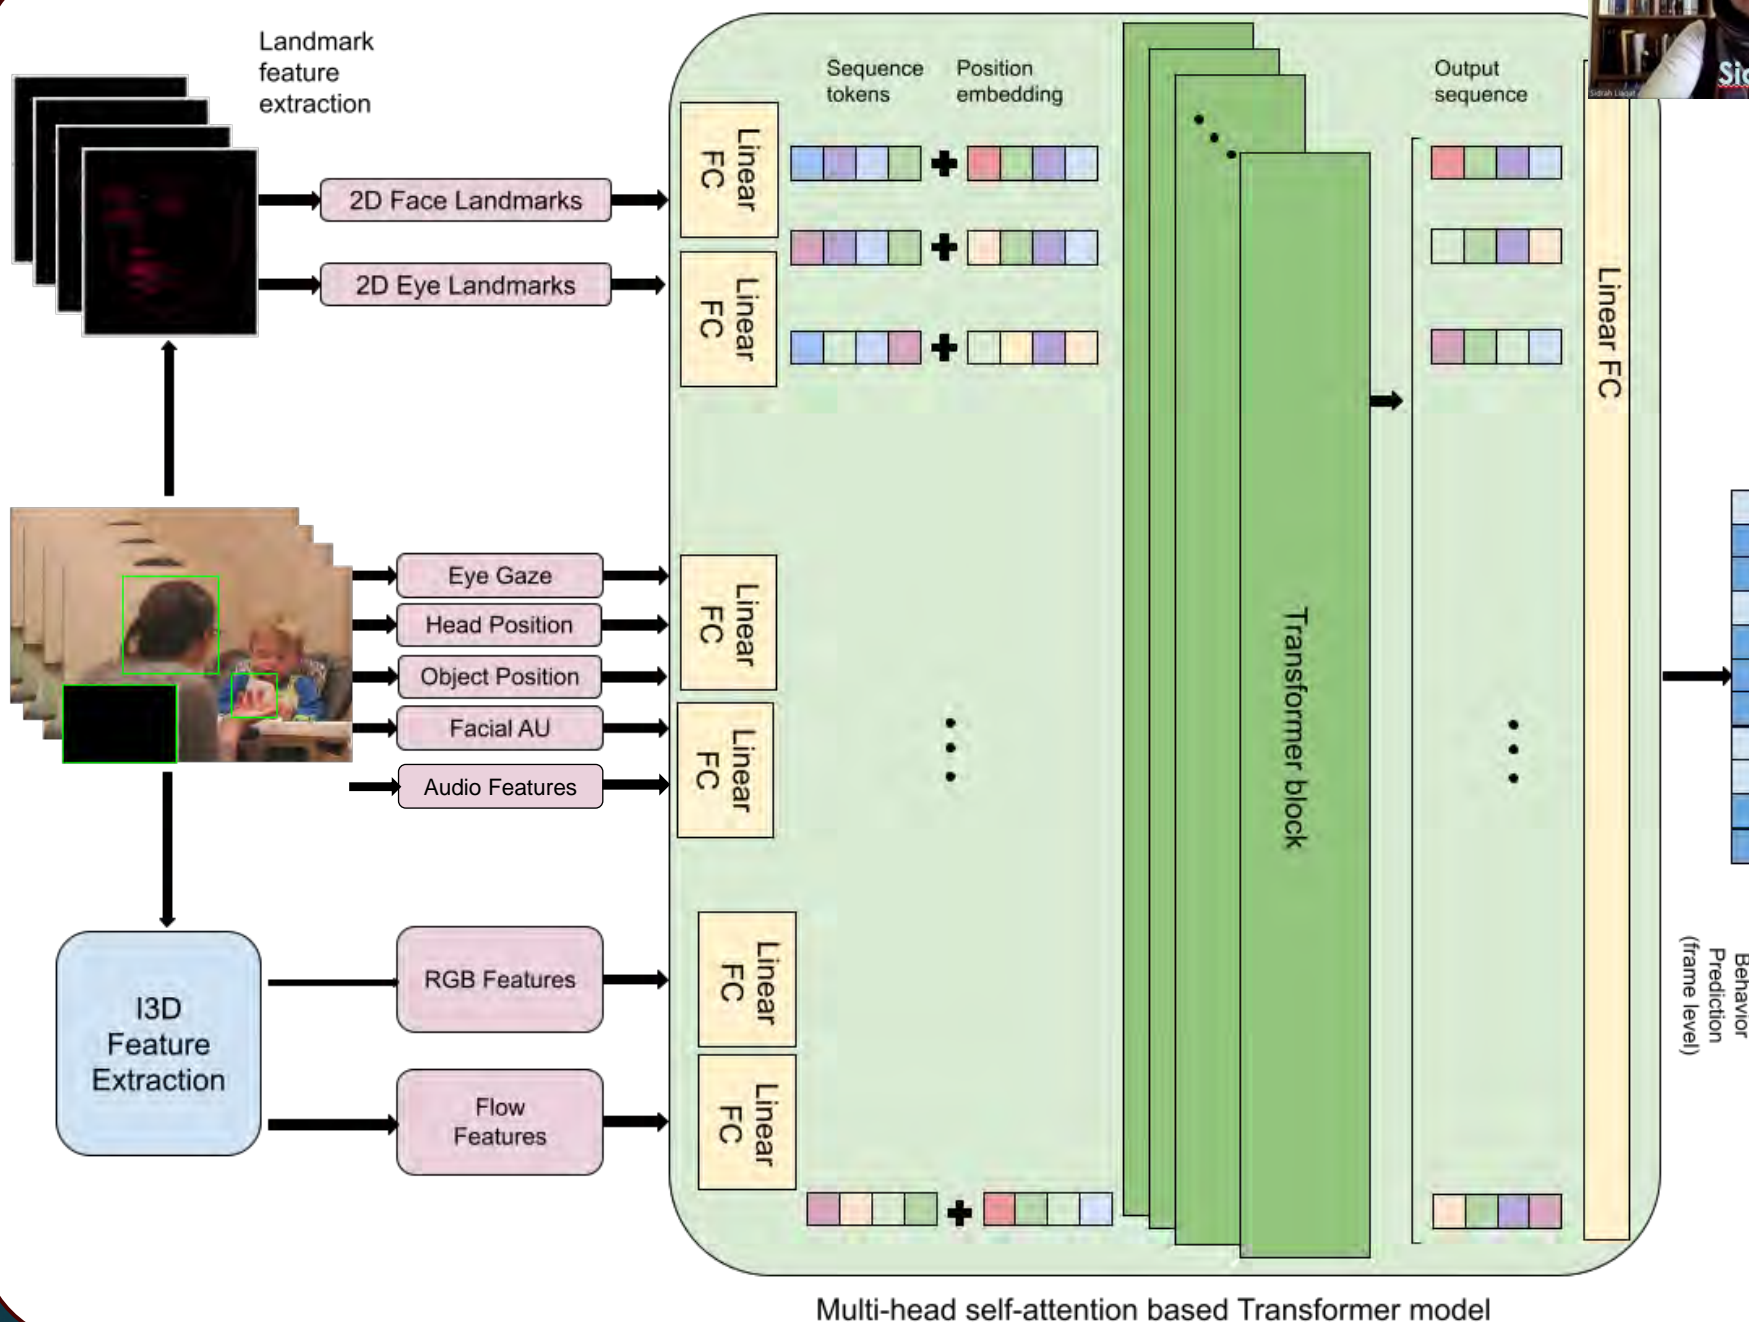 Landmark
feature
extraction
2D Face Landmarks
2D Eye Landmarks
Eye Gaze
Head Position
Object Position
Facial AU
Audio Features
I3D
Feature
Extraction
RGB Features
Flow
Features
Linear
FC
Linear
FC
Linear
FC
Linear
FC
Linear
FC
Linear
FC
Sequence
tokens
Position
embedding
Transformer block
Output
sequence
Linear FC
Behavior
Prediction
(frame level)
Multi-head self-attention based Transformer model